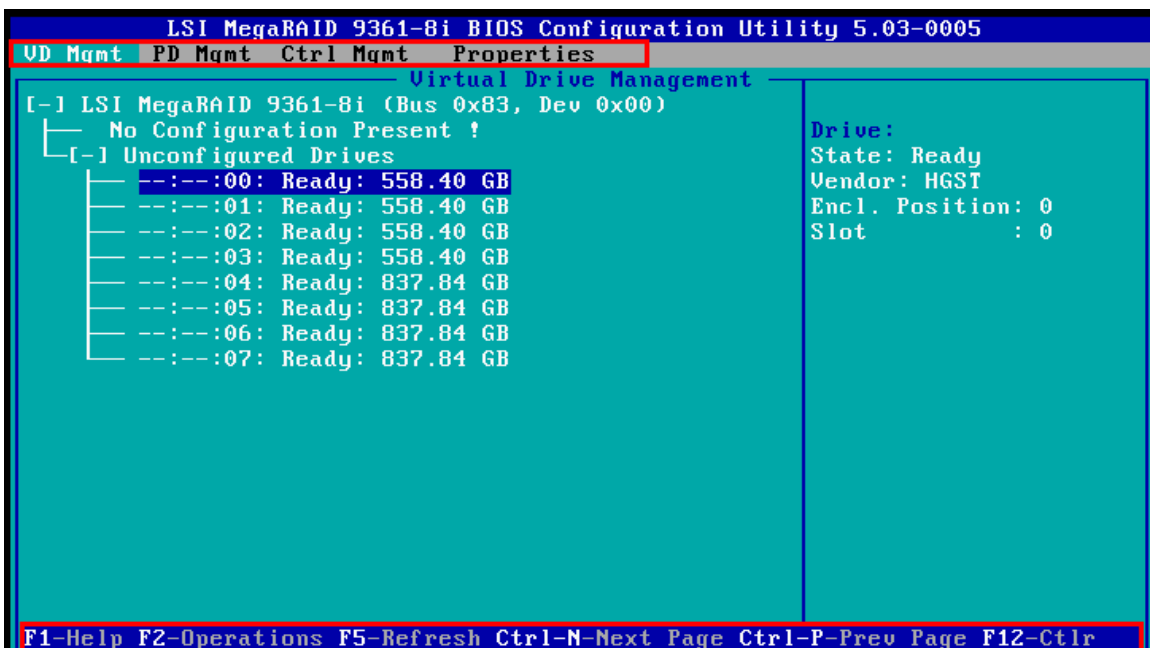 LSI MegaRAID 9361-8i BIOS Configuration Utility 5.03-0005
VD Mgmt PD Mgmt Ctrl Mgmt Properties
Virtual Drive Management
[-] LSI MegaRAID 9361-8i (Bus 0x83, Dev 0x00)
No Configuration Present !
[-] Unconfigured Drives
--:--:00: Ready: 558.40 GB
--:--:01: Ready: 558.40 GB
--:--:02: Ready: 558.40 GB
--:--:03: Ready: 558.40 GB
--:--:04: Ready: 837.84 GB
--:--:05: Ready: 837.84 GB
--:--:06: Ready: 837.84 GB
--:--:07: Ready: 837.84 GB
Drive:
State: Ready
Vendor: HGST
Encl. Position: 0
Slot : 0
F1-Help F2-Operations F5-Refresh Ctrl-N-Next Page Ctrl-P-Prev Page F12-Ctlr